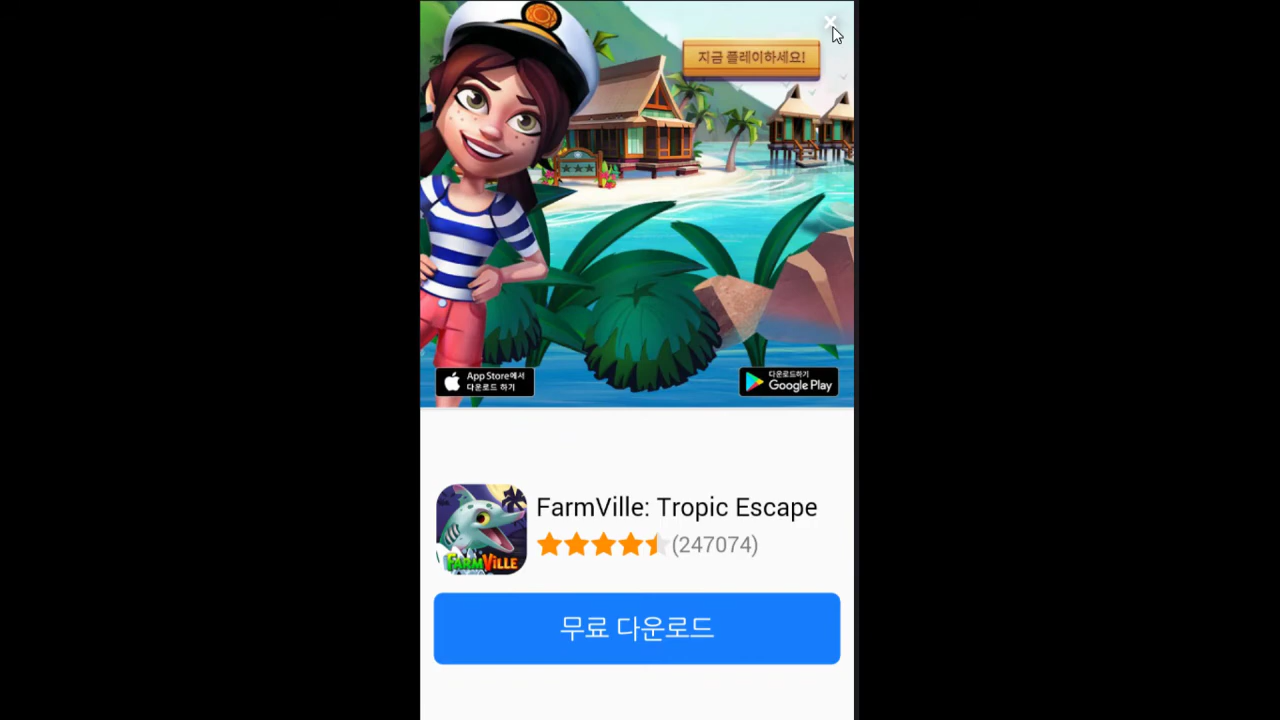 지금 플레이하세요!
App Store에서
다운로드 하기
다운로드하기
Google Play
FARMVILLE
FarmVille: Tropic Escape
(247074)
무료 다운로드